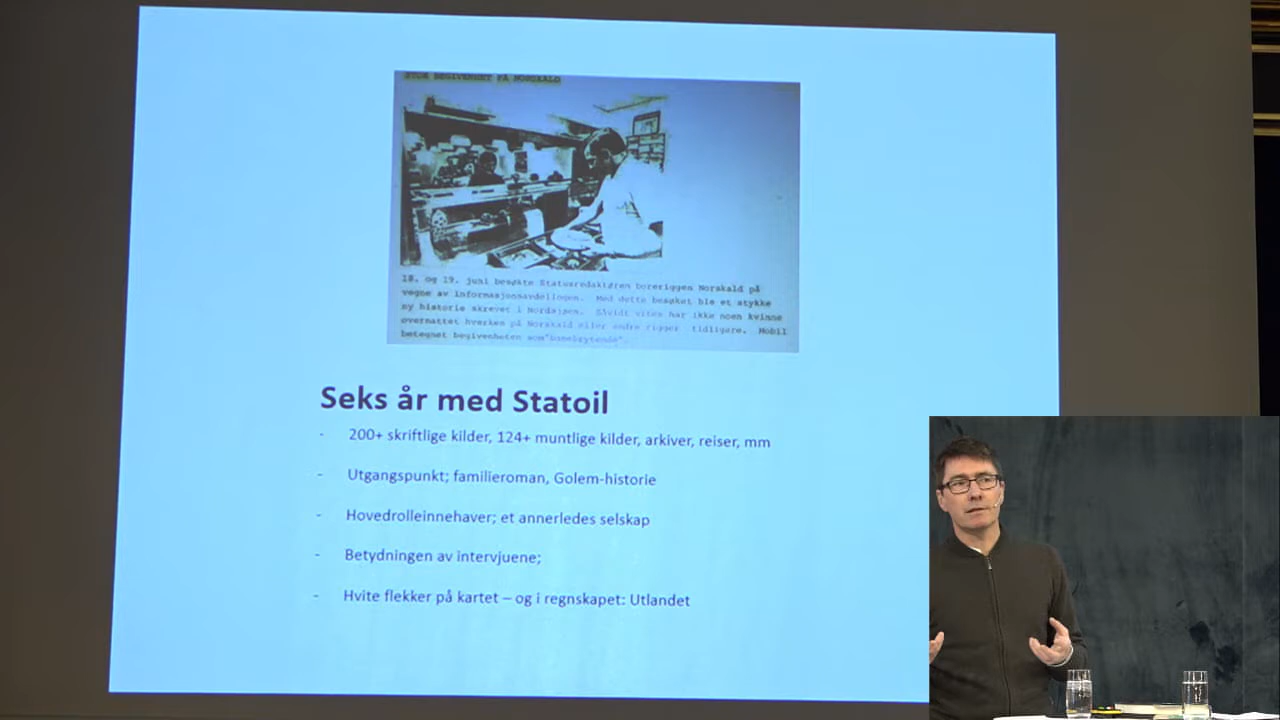 STOR BEGIVENHET PÅ NORSKALD
18. og 19. juni besøkte Statusredaktøren boreriggen Norskald på
vegne av informasjonsavdelingen. Med dette besøket ble et stykke
ny historie skrevet i Nordsjøen. Såvidt vites har ikke noen kvinne
overnattet hverken på Norskald eller andre rigger tidligare. Mobil
betegnet begivenheten som"banebrytende".
Seks år med Statoil
- 200+ skriftlige kilder, 124+ muntlige kilder, arkiver, reiser, mm
- Utgangspunkt; familieroman, Golem-historie
- Hovedrolleinnehaver; et annerledes selskap
- Betydningen av intervjuene;
- Hvite flekker på kartet – og i regnskapet: Utlandet